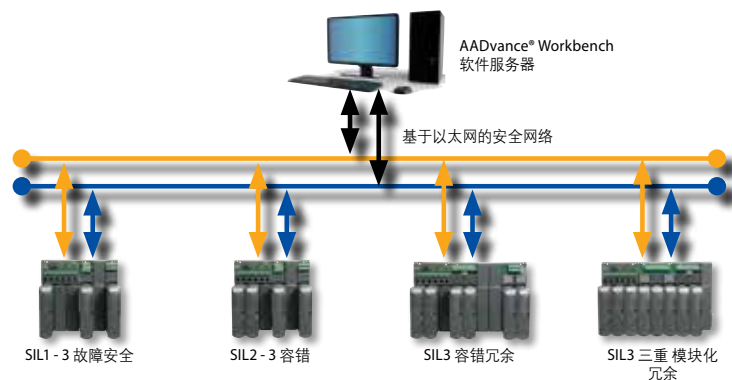 AADvance® Workbench
软件服务器
基于以太网的安全网络
SIL1 - 3 故障安全
SIL2 - 3 容错
SIL3 容错冗余
SIL3 三重 模块化
冗余